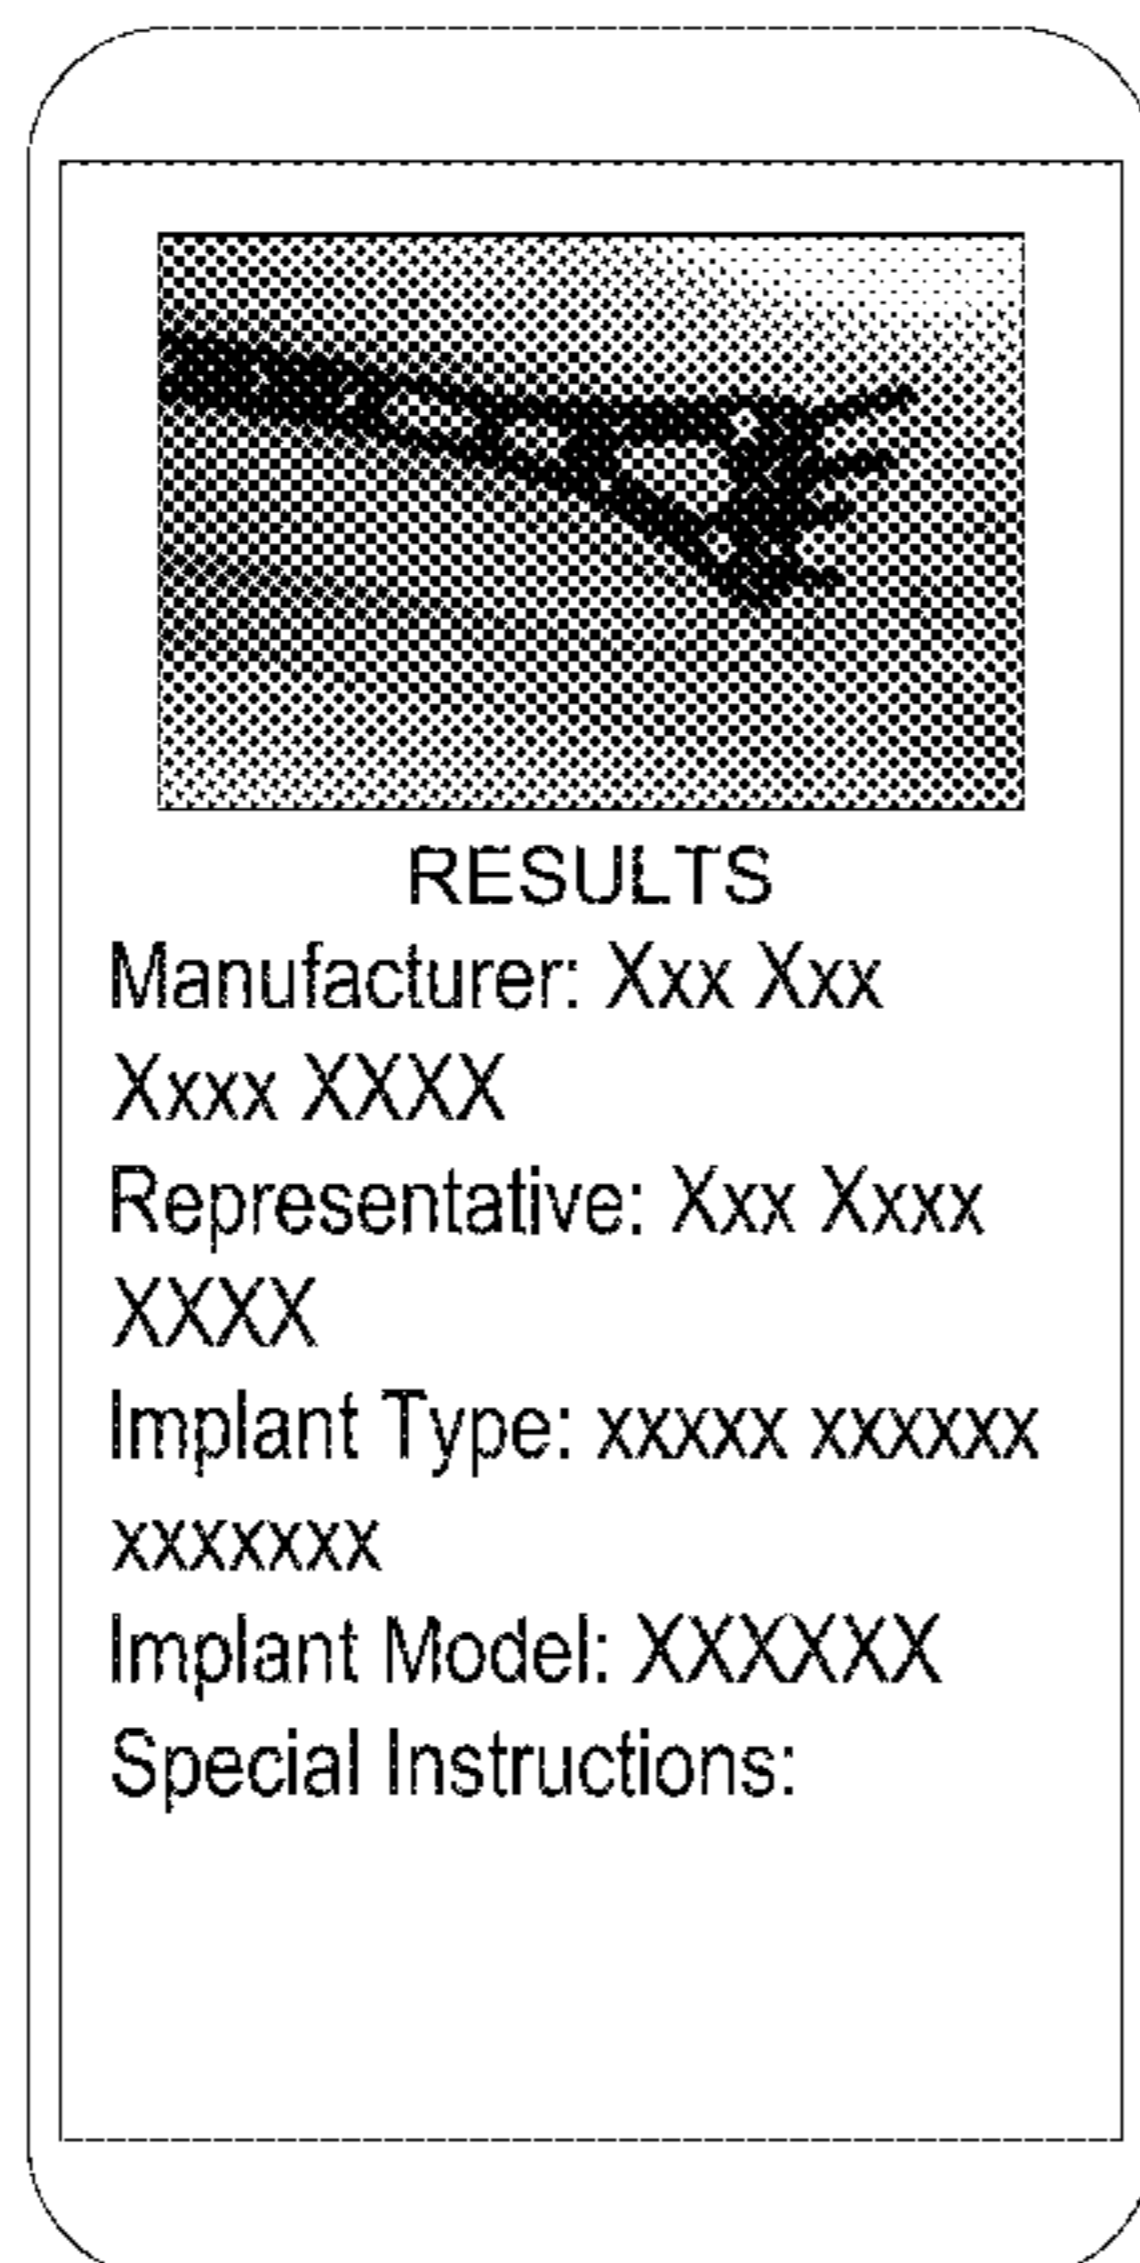 RESULTS
Manufacturer: Xxx Xxx
Xxxx XXXX
Representative: Xxx Xxxx
XXXX
Implant Type: xxxxx xxxxxx
xxxxxxx
Implant Model: XXXXXX
Special Instructions: